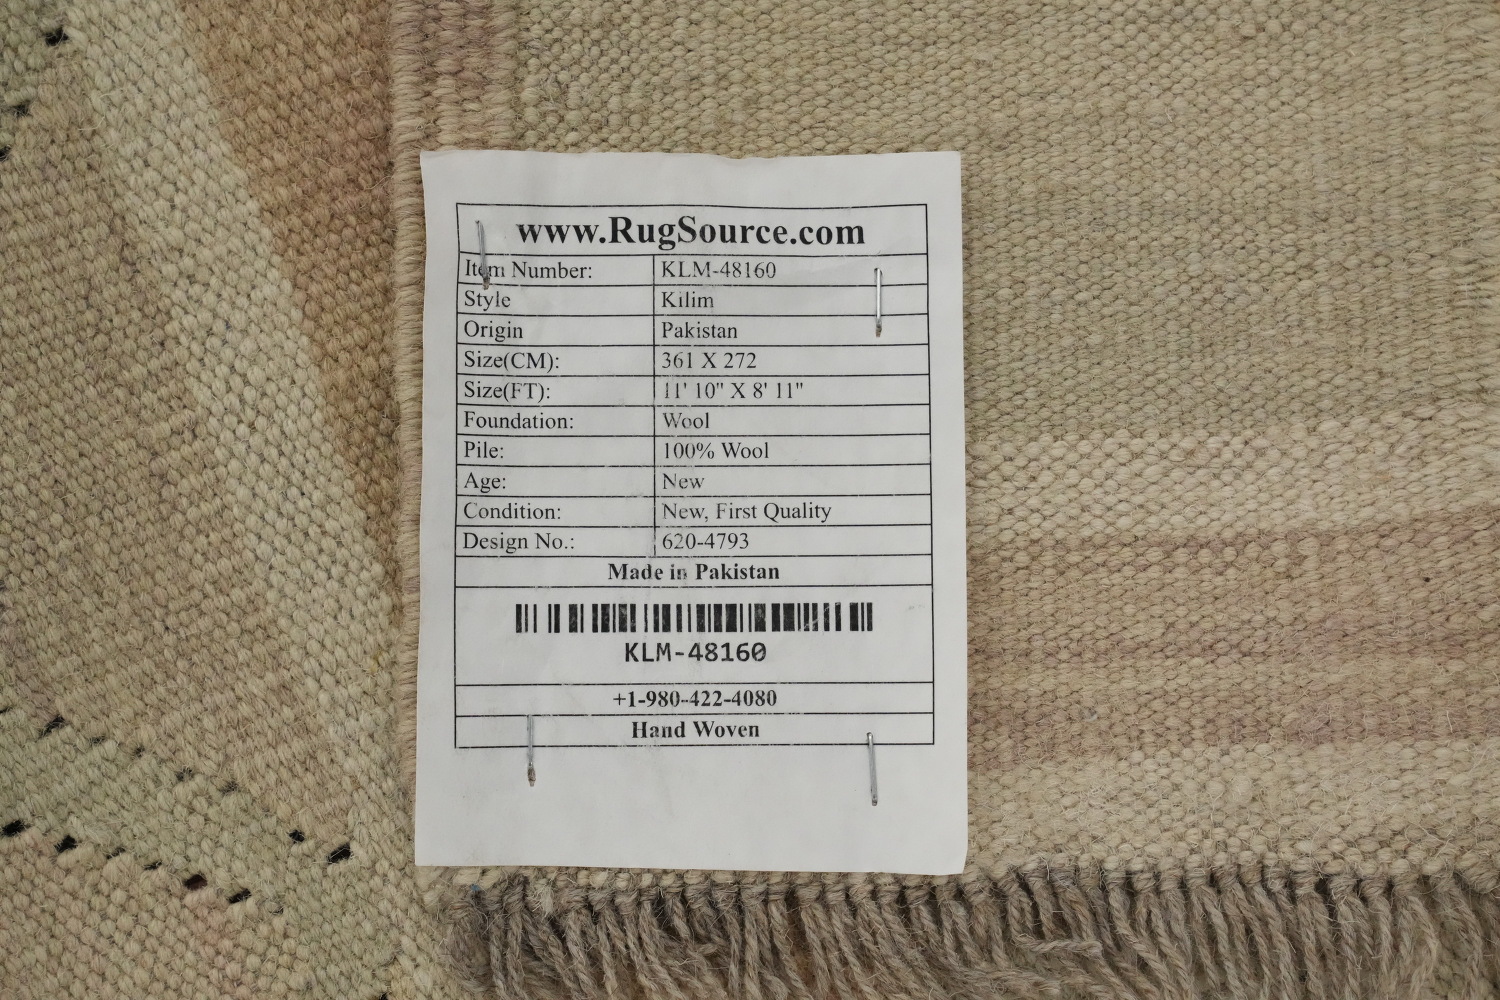 www.RugSource.com
Item Number: KLM-48160
Style Kilim
Origin Pakistan
Size(CM): 361 X 272
Size(FT): 11' 10" X 8' 11"
Foundation: Wool
Pile: 100% Wool
Age: New
Condition: New, First Quality
Design No.: 620-4793
Made in Pakistan
KLM-48160
+1-980-422-4080
Hand Woven